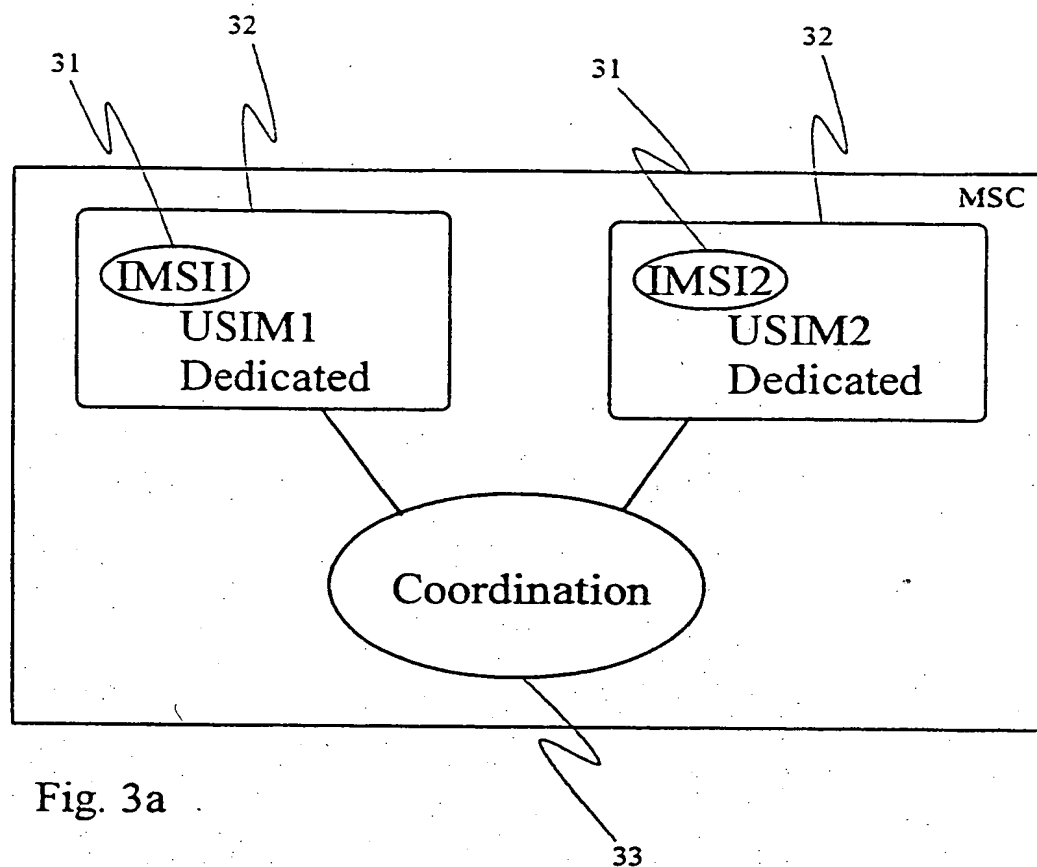 32
31
31
32
MSC
IMSI1
USIM1
Dedicated
IMSI2
USIM2
Dedicated
Coordination
Fig. 3a
33